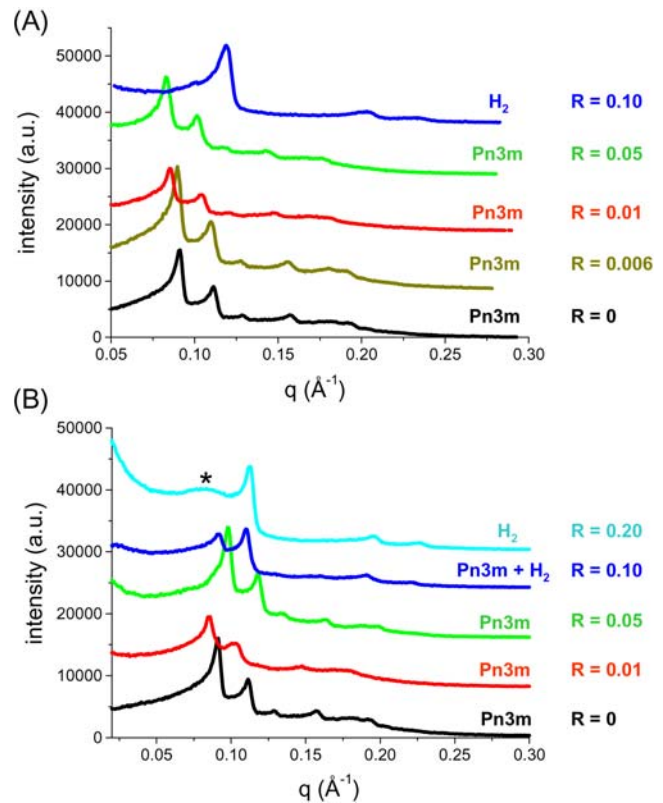 (A)
50000
40000
30000
20000
10000
0
intensity (a.u.)
H₂ R = 0.10
Pn3m R = 0.05
Pn3m R = 0.01
Pn3m R = 0.006
Pn3m R = 0
0.05 0.10 0.15 0.20 0.25 0.30
q (Å⁻¹)
(B)
50000
40000
30000
20000
10000
0
intensity (a.u.)
*
H₂ R = 0.20
Pn3m + H₂ R = 0.10
Pn3m R = 0.05
Pn3m R = 0.01
Pn3m R = 0
0.05 0.10 0.15 0.20 0.25 0.30
q (Å⁻¹)